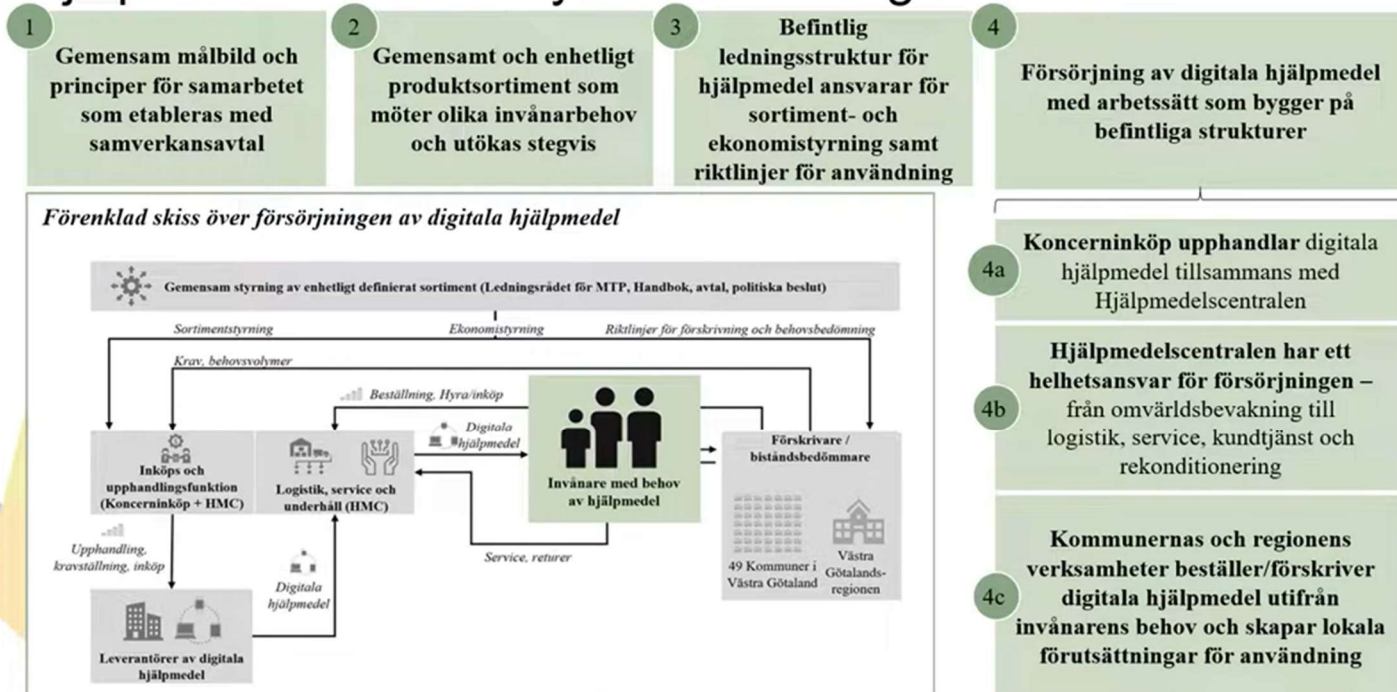 1
Gemensam målbild och
principer för samarbetet
som etableras med
samverkansavtal
2
Gemensamt och enhetligt
produktsortiment som
möter olika invånarbehov
och utökas stegvis
3
Befintlig
ledningsstruktur för
hjälpmedel ansvarar för
sortiment- och
ekonomistyrning samt
riktlinjer för användning
4
Försörjning av digitala hjälpmedel
med arbetssätt som bygger på
befintliga strukturer
Förenklad skiss över försörjningen av digitala hjälpmedel
Gemensam styrning av enhetligt definierat sortiment (Ledningsrådet för MTP, Handbok, avtal, politiska beslut)
Sortimentstyrning
Ekonomistyrning
Riktlinjer för förskrivning och behovsbedömning
Krav, behovsvolymer
Beställning, Hyra/inköp
Digitala
hjälpmedel
Inköps och
upphandlingsfunktion
(Koncerninköp + HMC)
Logistik, service och
underhåll (HMC)
Invånare med behov
av hjälpmedel
Förskrivare /
biståndsbedömmare
49 Kommuner i
Västra Götaland
Västra
Götalands-
regionen
Service, returer
Upphandling,
kravställning, inköp
Digitala
hjälpmedel
Leverantörer av digitala
hjälpmedel
4a
Koncerninköp upphandlar digitala
hjälpmedel tillsammans med
Hjälpmedelscentralen
4b
Hjälpmedelscentralen har ett
helhetsansvar för försörjningen –
från omvärldsbevakning till
logistik, service, kundtjänst och
rekonditionering
4c
Kommunernas och regionens
verksamheter beställer/förskriver
digitala hjälpmedel utifrån
invånarens behov och skapar lokala
förutsättningar för användning